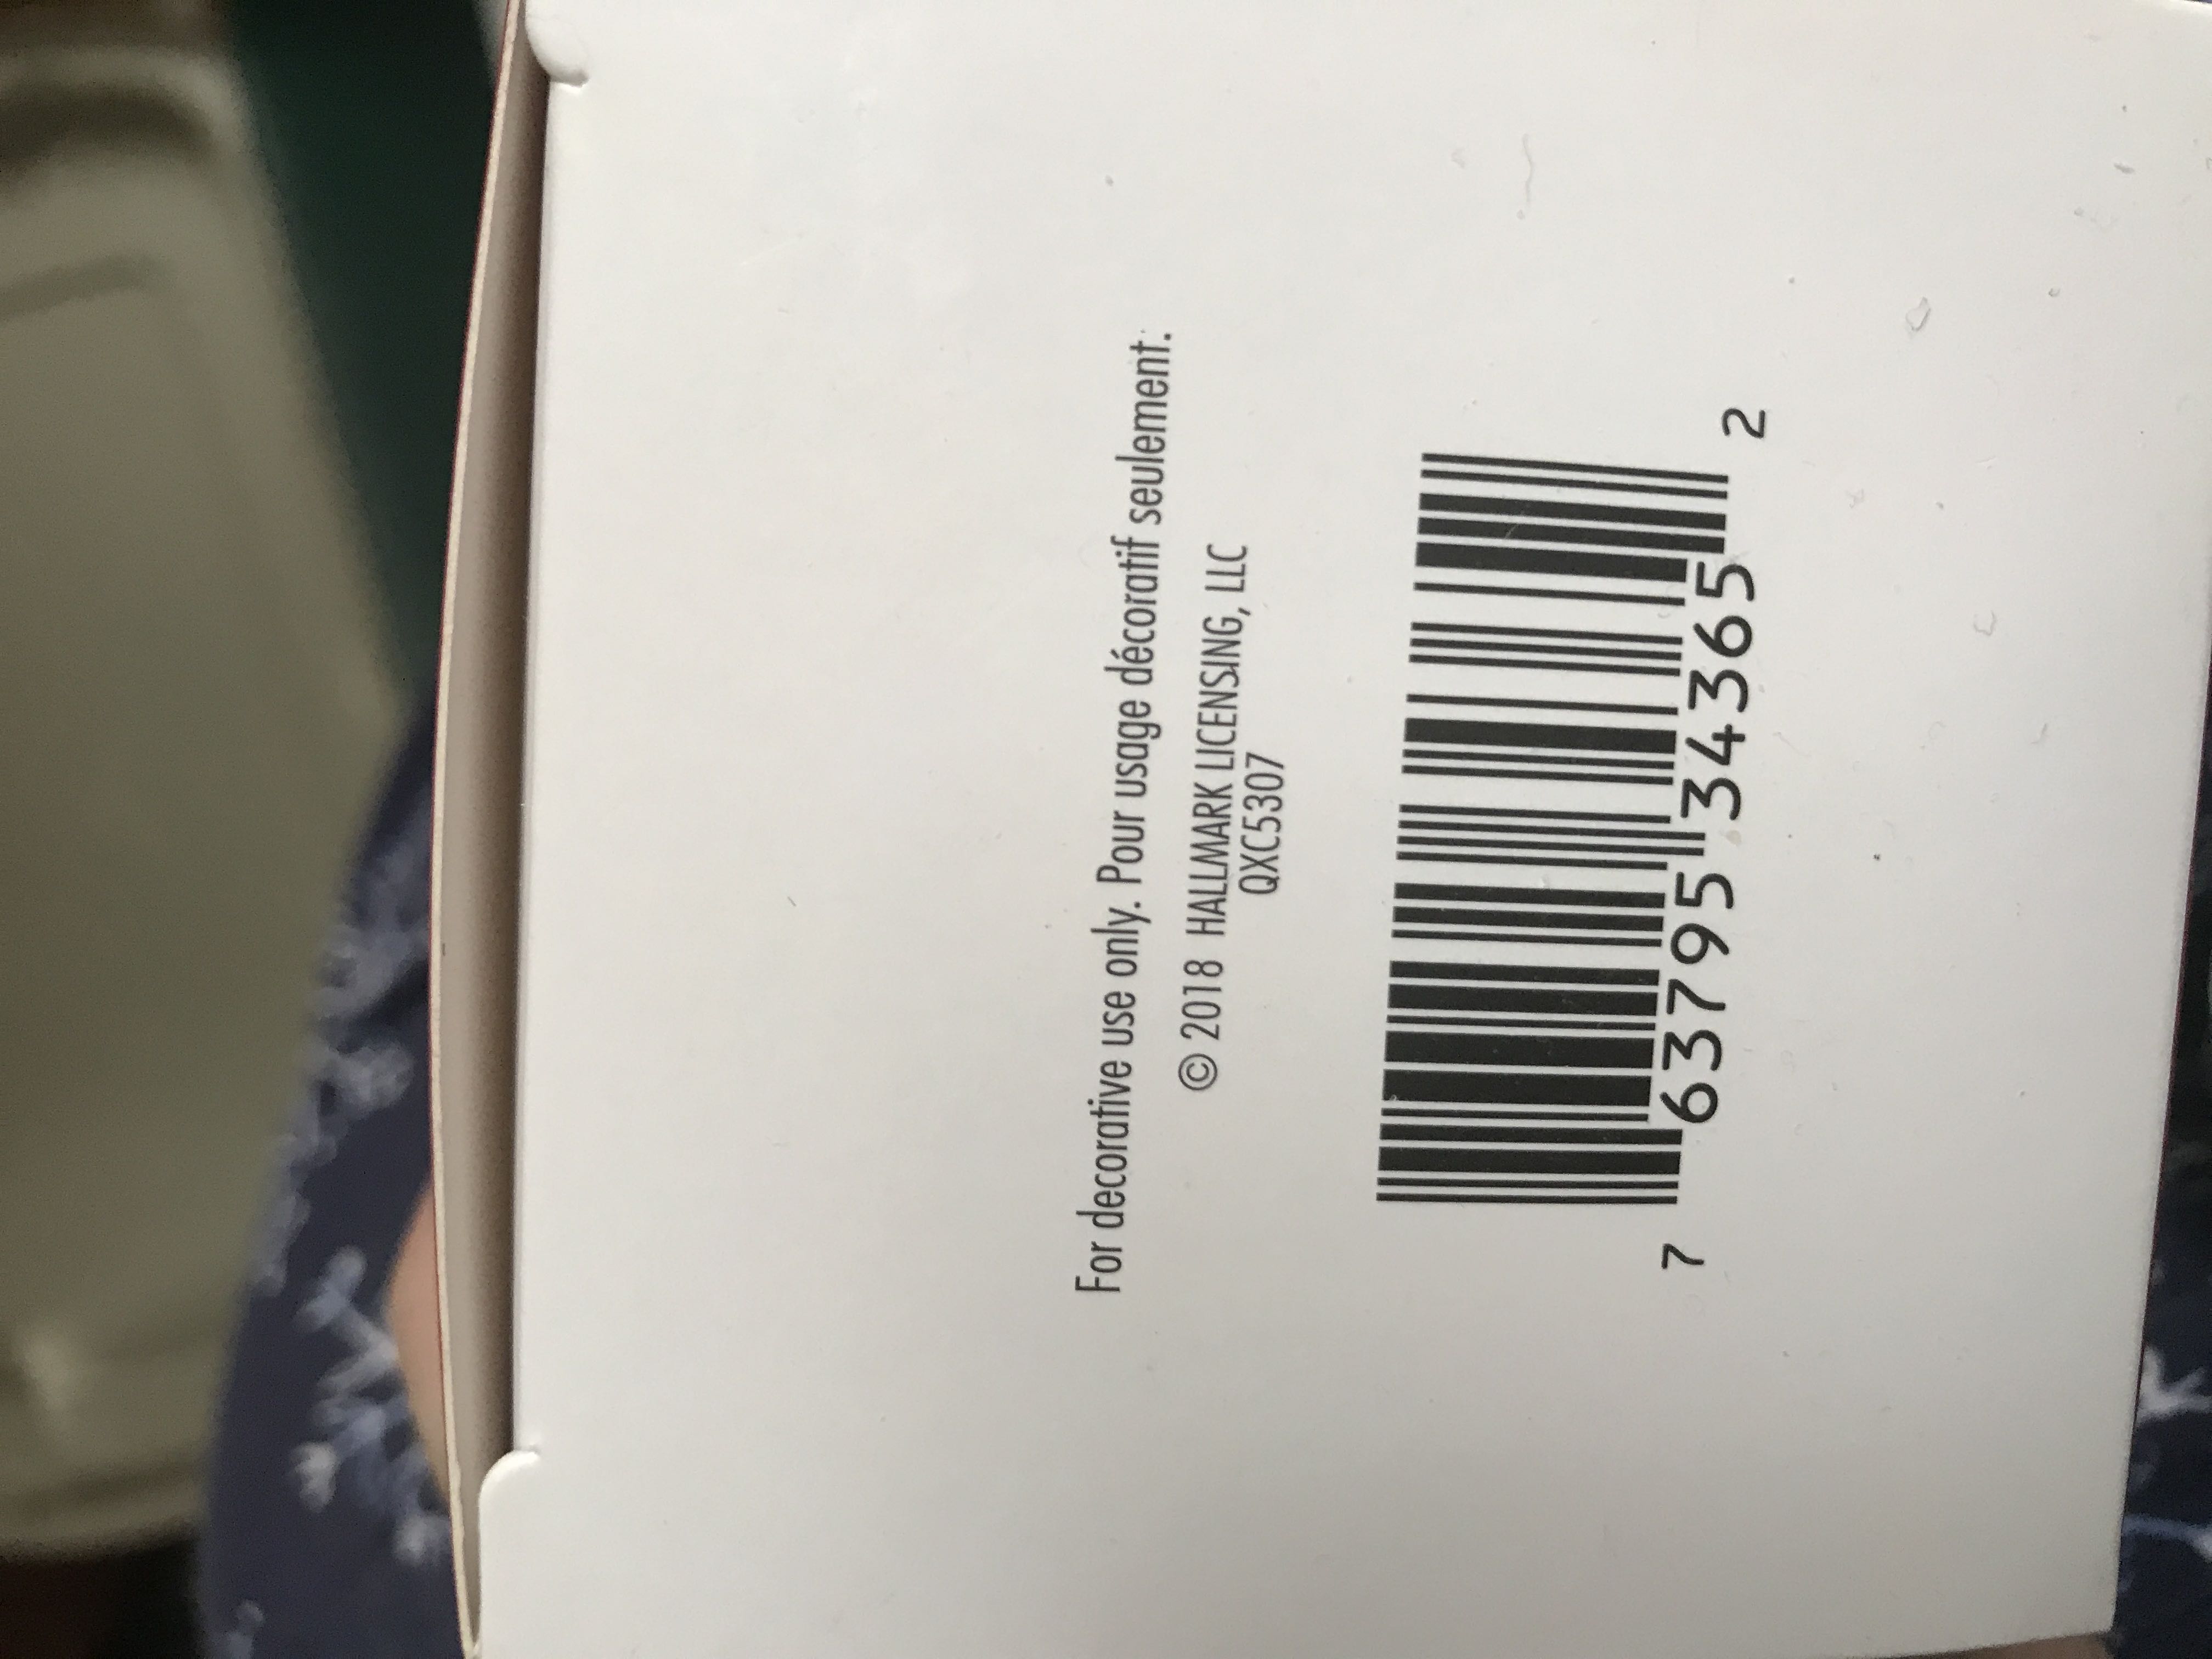 For decorative use only. Pour usage décoratif seulement.
© 2018 HALLMARK LICENSING, LLC
QXC5307
7 63795 34365 2